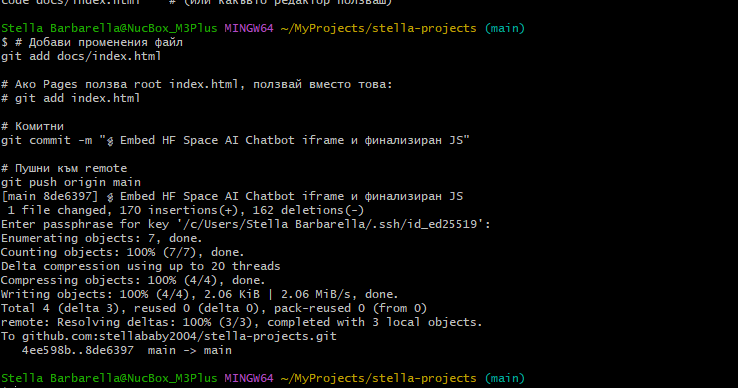 Code docs/index.html    # (или какъвто редактор ползваш)
Stella Barbarella@NucBox_M3Plus MINGW64 ~/MyProjects/stella-projects (main)
$ # Добави променения файл
git add docs/index.html
# Ако Pages ползва root index.html, ползвай вместо това:
# git add index.html
# Комитни
git commit -m "🚀 Embed HF Space AI Chatbot iframe и финализиран JS"
# Пушни към remote
git push origin main
[main 8de6397] 🚀 Embed HF Space AI Chatbot iframe и финализиран JS
1 file changed, 170 insertions(+), 162 deletions(-)
Enter passphrase for key '/c/Users/Stella Barbarella/.ssh/id_ed25519':
Enumerating objects: 7, done.
Counting objects: 100% (7/7), done.
Delta compression using up to 20 threads
Compressing objects: 100% (4/4), done.
Writing objects: 100% (4/4), 2.06 KiB | 2.06 MiB/s, done.
Total 4 (delta 3), reused 0 (delta 0), pack-reused 0 (from 0)
remote: Resolving deltas: 100% (3/3), completed with 3 local objects.
To github.com:stellababy2004/stella-projects.git
4ee598b..8de6397  main -> main
Stella Barbarella@NucBox_M3Plus MINGW64 ~/MyProjects/stella-projects (main)